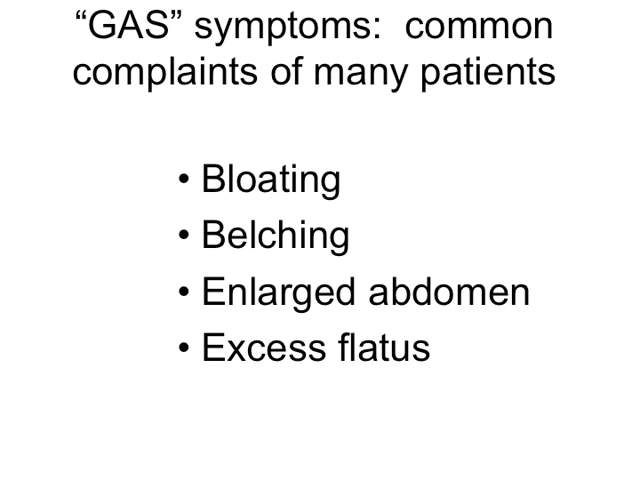 “GAS” symptoms:  common
complaints of many patients
• Bloating
• Belching
• Enlarged abdomen
• Excess flatus